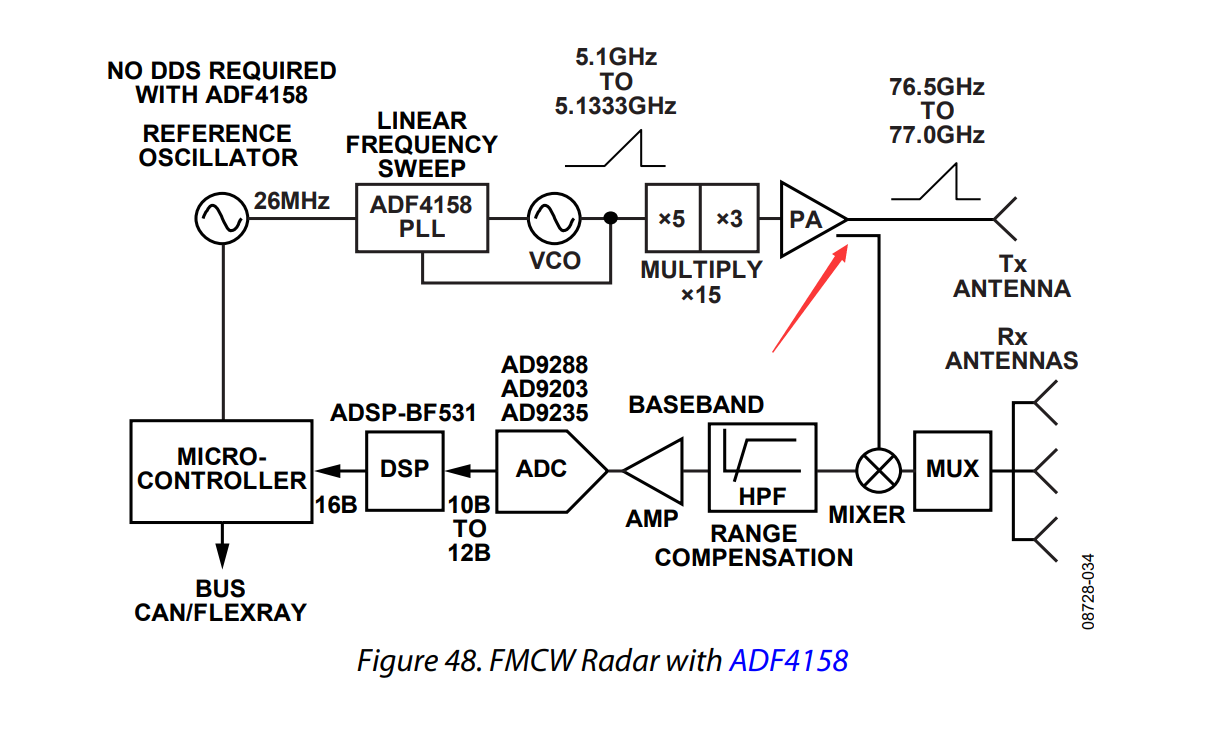 NO DDS REQUIRED
WITH ADF4158
REFERENCE
OSCILLATOR
26MHz
LINEAR
FREQUENCY
SWEEP
ADF4158
PLL
VCO
5.1GHz
TO
5.1333GHz
×5
×3
MULTIPLY
×15
PA
76.5GHz
TO
77.0GHz
Tx
ANTENNA
Rx
ANTENNAS
MUX
MIXER
BASEBAND
HPF
RANGE
COMPENSATION
AMP
AD9288
AD9203
AD9235
ADC
10B
TO
12B
ADSP-BF531
DSP
16B
MICRO-
CONTROLLER
BUS
CAN/FLEXRAY
08728-034
Figure 48. FMCW Radar with ADF4158